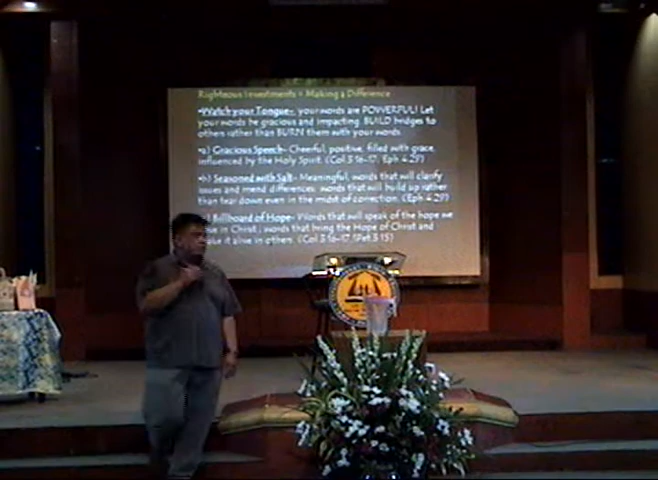 Righteous Investments = Making a Difference
•Watch your Tongue- your words are POWERFUL! Let
your words be gracious and impacting. BUILD bridges to
others rather than BURN them with your words.
•a) Gracious Speech- Cheerful, positive, filled with grace,
influenced by the Holy Spirit. (Col 3:16-17; Eph 4:29)
•b) Seasoned with Salt- Meaningful, words that will clarify
issues and mend differences; words that will build up rather
than tear down even in the midst of correction. (Eph 4:29)
) Billboard of Hope- Words that will speak of the hope we
in Christ; words that bring the Hope of Christ and
it alive in others. (Col 3:16-17, 1Pet 3:15)